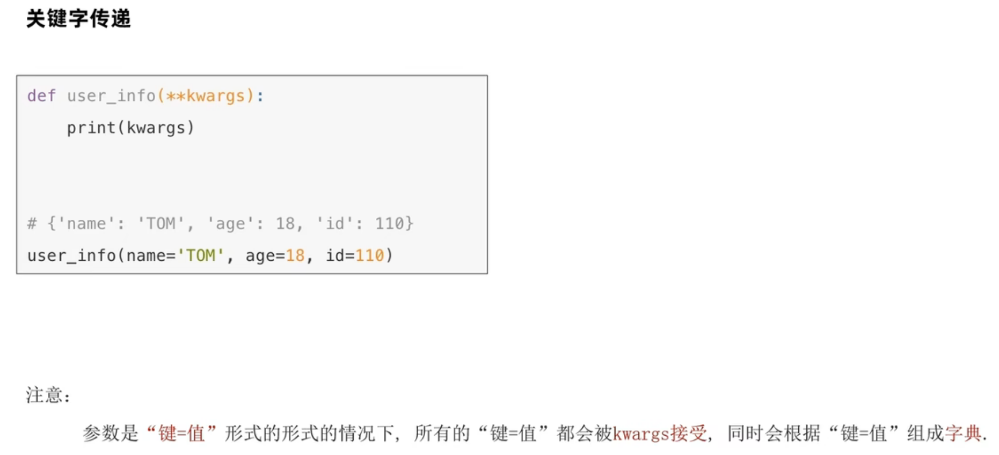 关键字传递
def user_info(**kwargs):
    print(kwargs)
# {'name': 'TOM', 'age': 18, 'id': 110}
user_info(name='TOM', age=18, id=110)
注意：
参数是“键=值”形式的形式的情况下, 所有的“键=值”都会被kwargs接受, 同时会根据“键=值”组成字典.